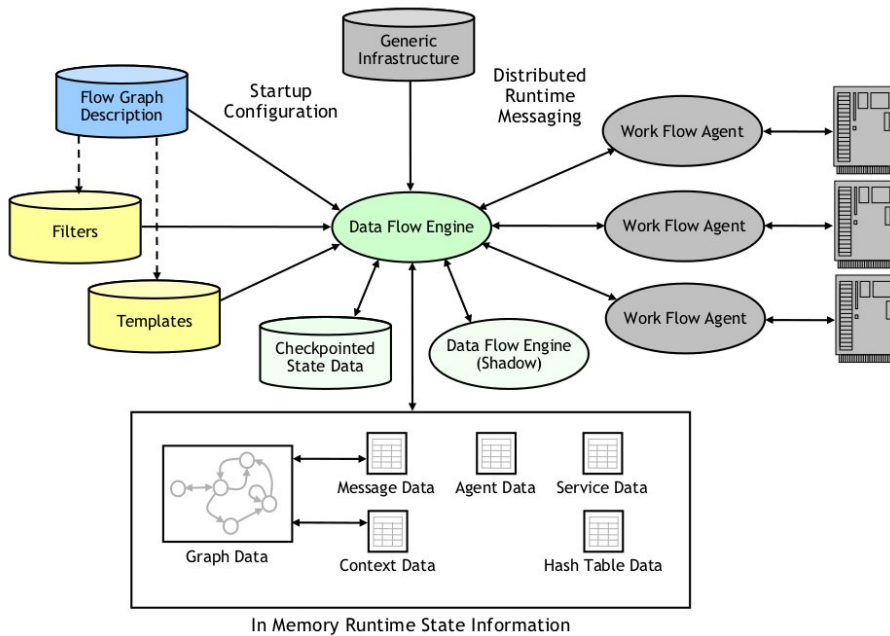 Generic
Infrastructure
Flow Graph
Description
Startup
Configuration
Distributed
Runtime
Messaging
Work Flow Agent
Filters
Data Flow Engine
Work Flow Agent
Templates
Work Flow Agent
Checkpointed
State Data
Data Flow Engine
(Shadow)
Message Data
Agent Data
Service Data
Graph Data
Context Data
Hash Table Data
In Memory Runtime State Information